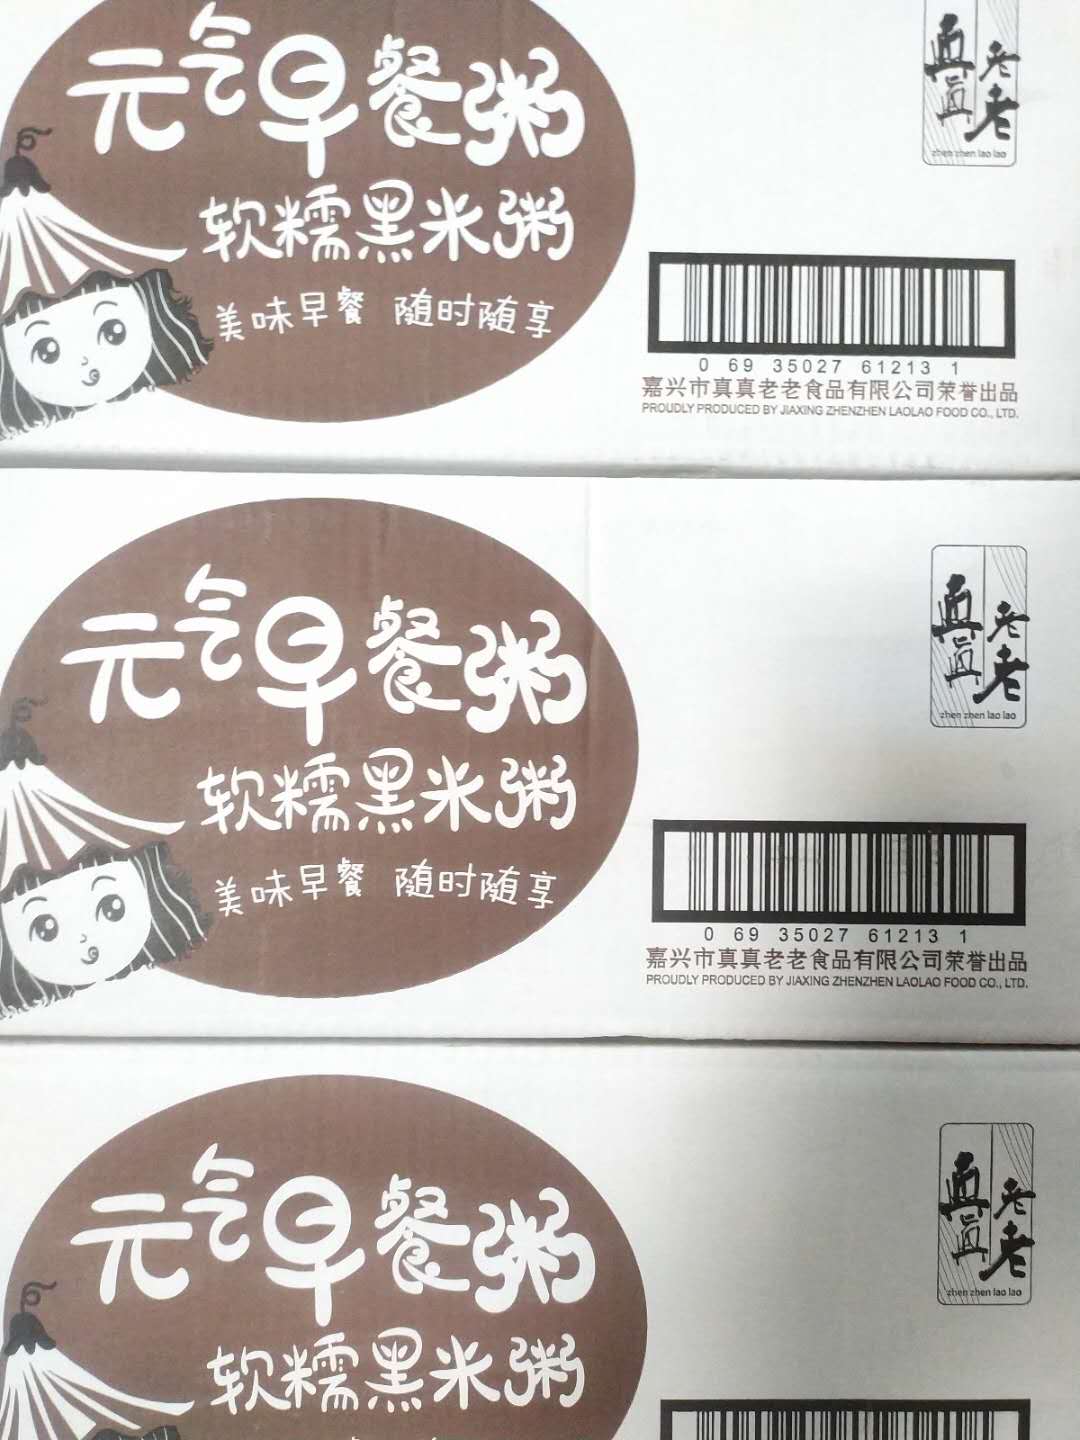 元气早餐粥
软糯黑米粥
美味早餐 随时随享
真真老老
zhen zhen lao lao
0 69 35027 61213 1
嘉兴市真真老老食品有限公司荣誉出品
PROUDLY PRODUCED BY JIAXING ZHENZHEN LAOLAO FOOD CO., LTD.
元气早餐粥
软糯黑米粥
美味早餐 随时随享
真真老老
zhen zhen lao lao
0 69 35027 61213 1
嘉兴市真真老老食品有限公司荣誉出品
PROUDLY PRODUCED BY JIAXING ZHENZHEN LAOLAO FOOD CO., LTD.
元气早餐粥
软糯黑米粥
真真老老
zhen zhen lao lao